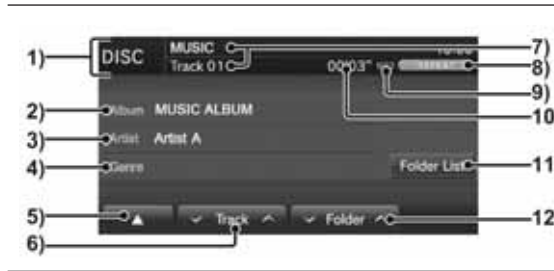 1) DISC MUSIC 7)
Track 01 00'03" 8)
9)
2) Album MUSIC ALBUM 10
3) Artist Artist A
4) Genre Folder List 11
5) Track Folder 12
6)